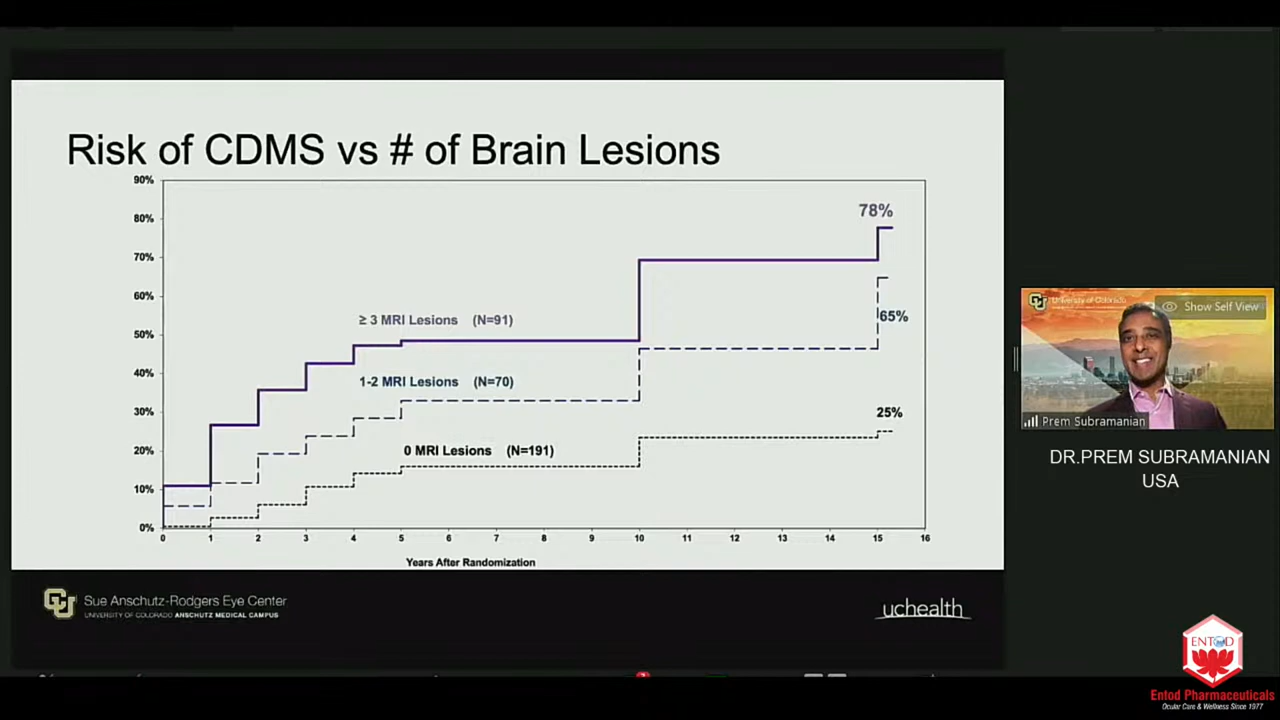 Risk of CDMS vs # of Brain Lesions
90%
80%
70%
60%
50%
40%
30%
20%
10%
0%
78%
65%
25%
≥ 3 MRI Lesions (N=91)
1-2 MRI Lesions (N=70)
0 MRI Lesions (N=191)
0 1 2 3 4 5 6 7 8 9 10 11 12 13 14 15 16
Years After Randomization
CU
Sue Anschutz-Rodgers Eye Center
UNIVERSITY OF COLORADO ANSCHUTZ MEDICAL CAMPUS
uchealth
University of Colorado
Show Self View
Prem Subramanian
DR.PREM SUBRAMANIAN
USA
ENTOD
Entod Pharmaceuticals
Ocular Care & Wellness Since 1977